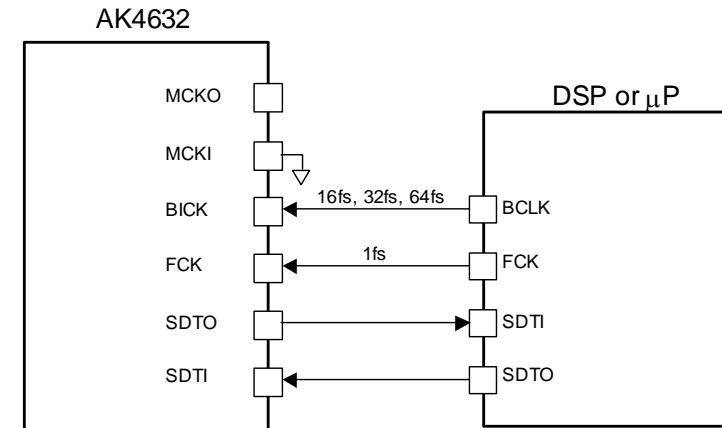 AK4632
DSP or μP
MCKO
MCKI
BICK
16fs, 32fs, 64fs
BCLK
FCK
1fs
FCK
SDTO
SDTI
SDTI
SDTO